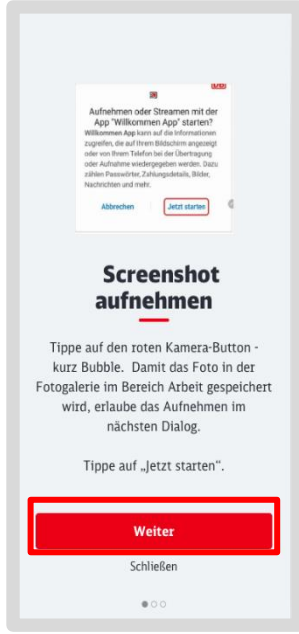 Aufnehmen oder Streamen mit der
App "Willkommen App" starten?
Willkommen App kann auf die Informationen
zugreifen, die auf Ihrem Bildschirm angezeigt
oder von Ihrem Telefon bei der Übertragung
oder Aufnahme wiedergegeben werden. Dazu
zählen Passwörter, Zahlungsdetails, Bilder,
Nachrichten und mehr.
Abbrechen Jetzt starten
Screenshot
aufnehmen
Tippe auf den roten Kamera-Button -
kurz Bubble. Damit das Foto in der
Fotogalerie im Bereich Arbeit gespeichert
wird, erlaube das Aufnehmen im
nächsten Dialog.
Tippe auf „Jetzt starten“.
Weiter
Schließen